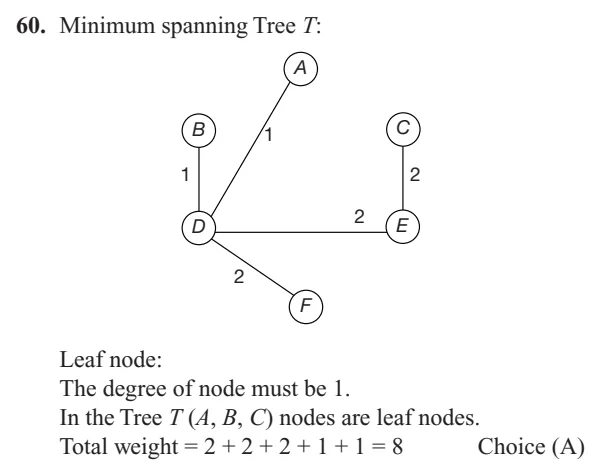 60. Minimum spanning Tree T:
A
B
C
1
1
2
D
2
E
2
F
Leaf node:
The degree of node must be 1.
In the Tree T (A, B, C) nodes are leaf nodes.
Total weight = 2 + 2 + 2 + 1 + 1 = 8 Choice (A)